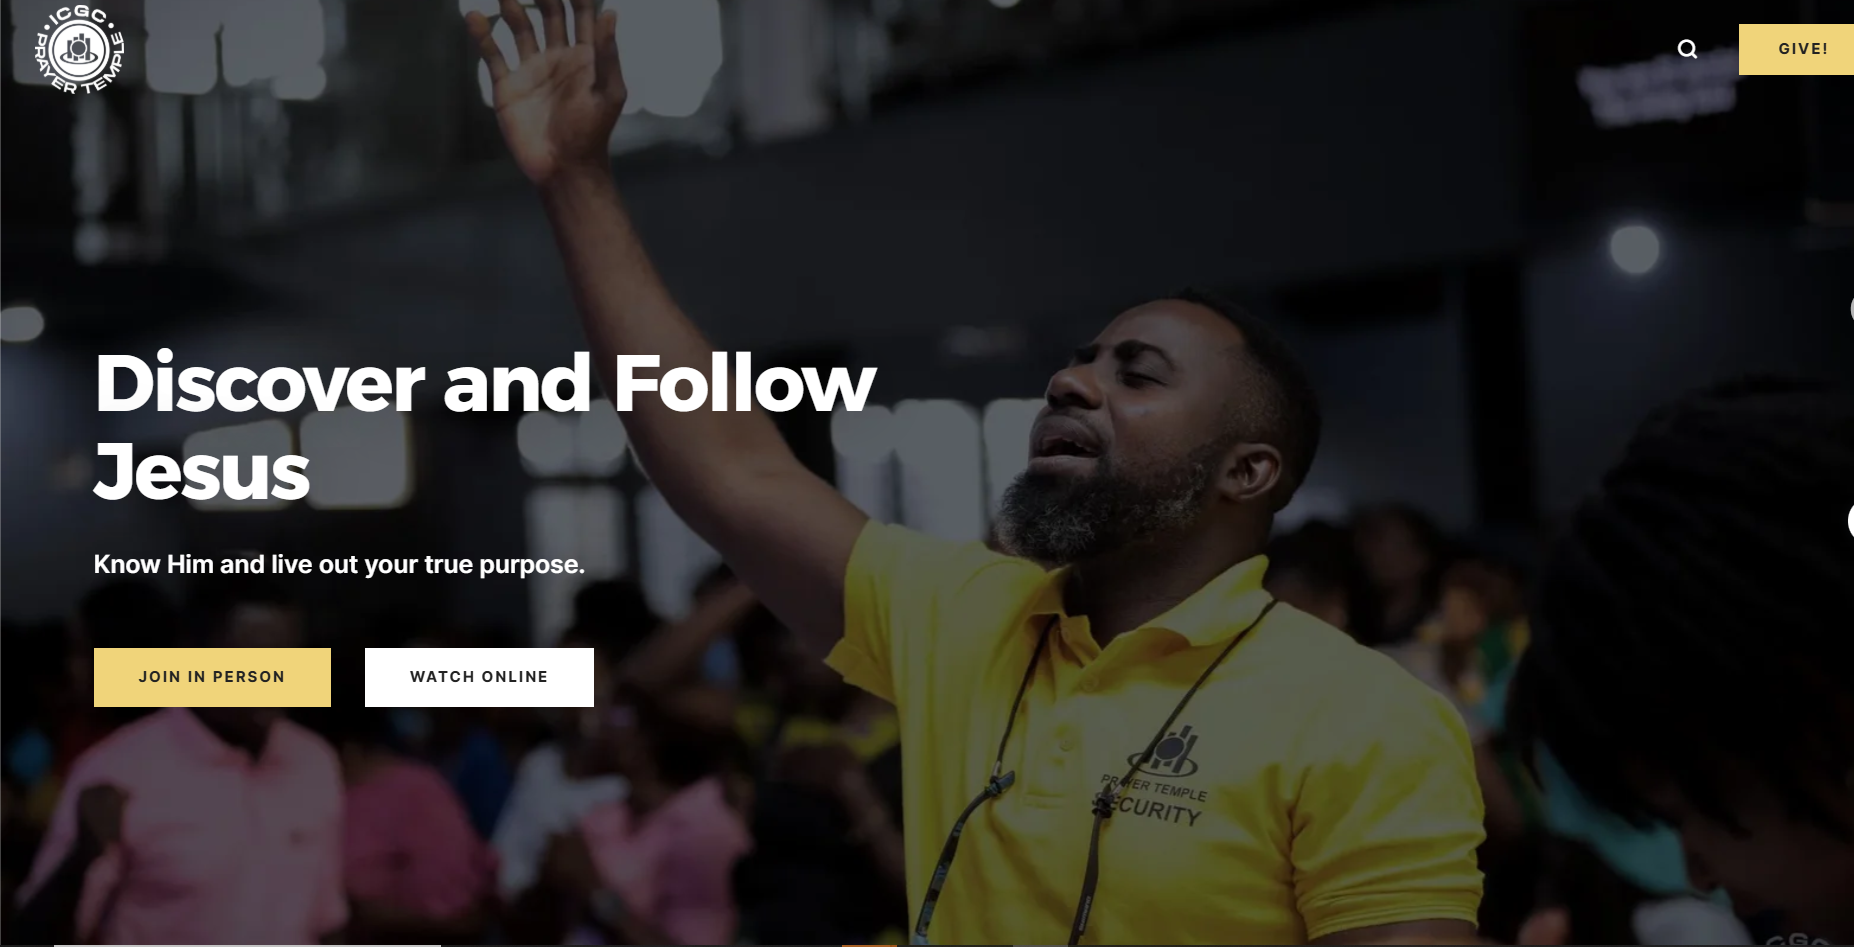 ICGC
PRAYER TEMPLE
GIVE!
Discover and Follow
Jesus
Know Him and live out your true purpose.
JOIN IN PERSON
WATCH ONLINE
PRAYER TEMPLE
SECURITY